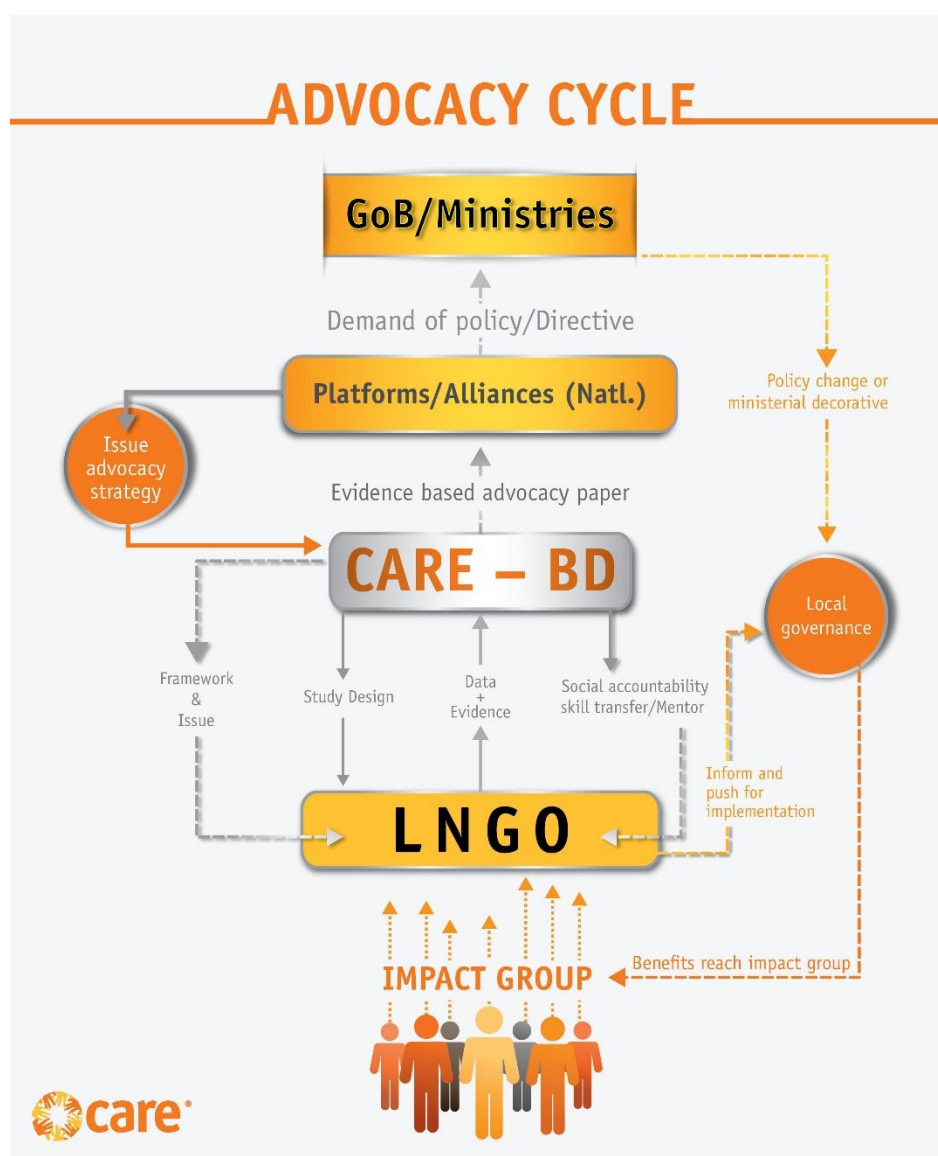 ADVOCACY CYCLE
GoB/Ministries
Demand of policy/Directive
Platforms/Alliances (Natl.)
Policy change or
ministerial decorative
Issue
advocacy
strategy
Evidence based advocacy paper
CARE – BD
Local
governance
Framework
&
Issue
Study Design
Data
+
Evidence
Social accountability
skill transfer/Mentor
Inform and
push for
implementation
LNGO
Benefits reach impact group
IMPACT GROUP
care®